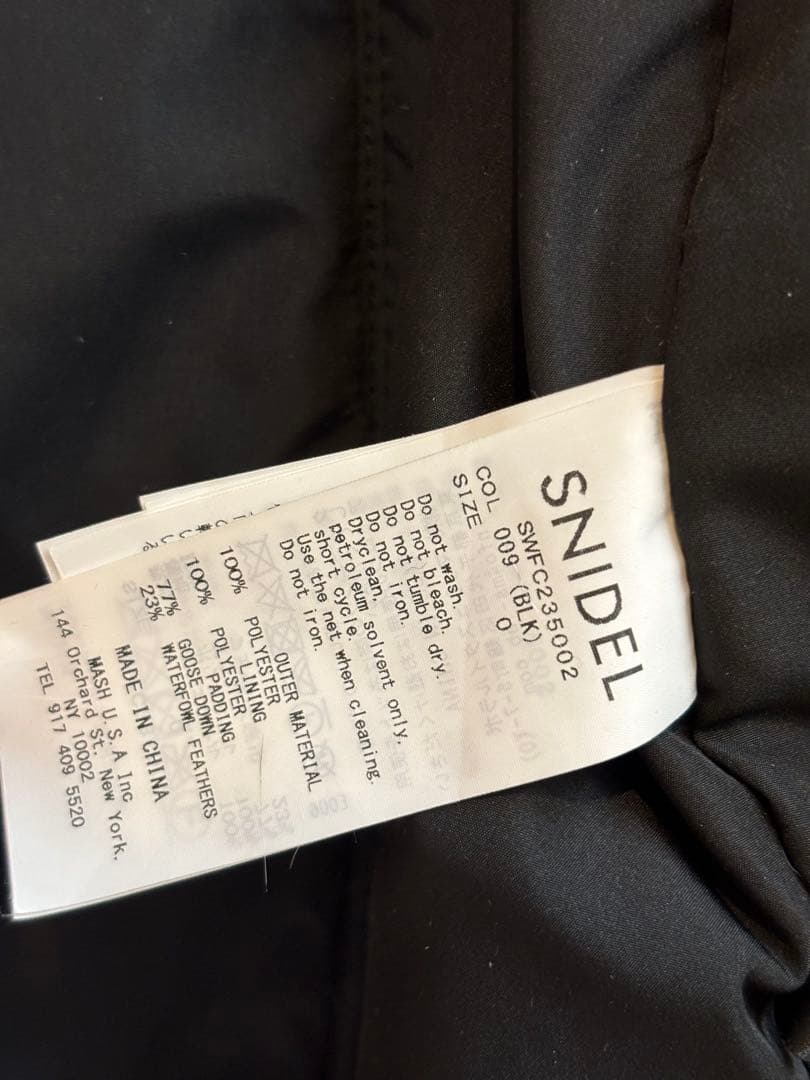 SNIDEL
SWFC235002
COL 009 (BLK)
SIZE 0
Do not wash.
Do not bleach.
Do not tumble dry.
Do not iron.
Dryclean,
petroleum solvent only,
short cycle.
Use the net when cleaning.
Do not iron.
OUTER MATERIAL
100% POLYESTER
LINING
100% POLYESTER
PADDING
77% GOOSE DOWN
23% WATERFOWL FEATHERS
MADE IN CHINA
MASH U.S.A Inc
144 Orchard St. New York,
NY 10002
TEL 917 409 5520